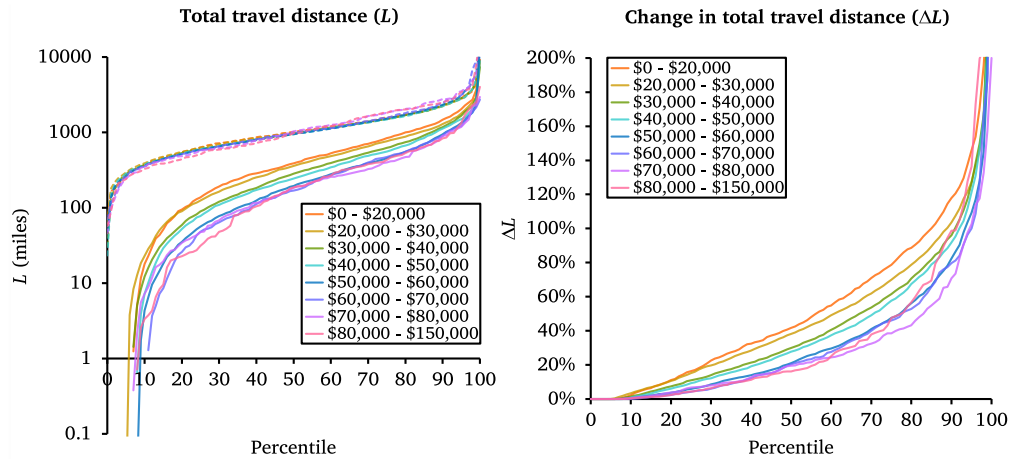 Total travel distance (L)
10000
1000
100
10
1
0.1
L (miles)
0 10 20 30 40 50 60 70 80 90 100
Percentile
$0 - $20,000
$20,000 - $30,000
$30,000 - $40,000
$40,000 - $50,000
$50,000 - $60,000
$60,000 - $70,000
$70,000 - $80,000
$80,000 - $150,000
Change in total travel distance (ΔL)
200%
180%
160%
140%
120%
100%
80%
60%
40%
20%
0%
ΔL
0 10 20 30 40 50 60 70 80 90 100
Percentile
$0 - $20,000
$20,000 - $30,000
$30,000 - $40,000
$40,000 - $50,000
$50,000 - $60,000
$60,000 - $70,000
$70,000 - $80,000
$80,000 - $150,000